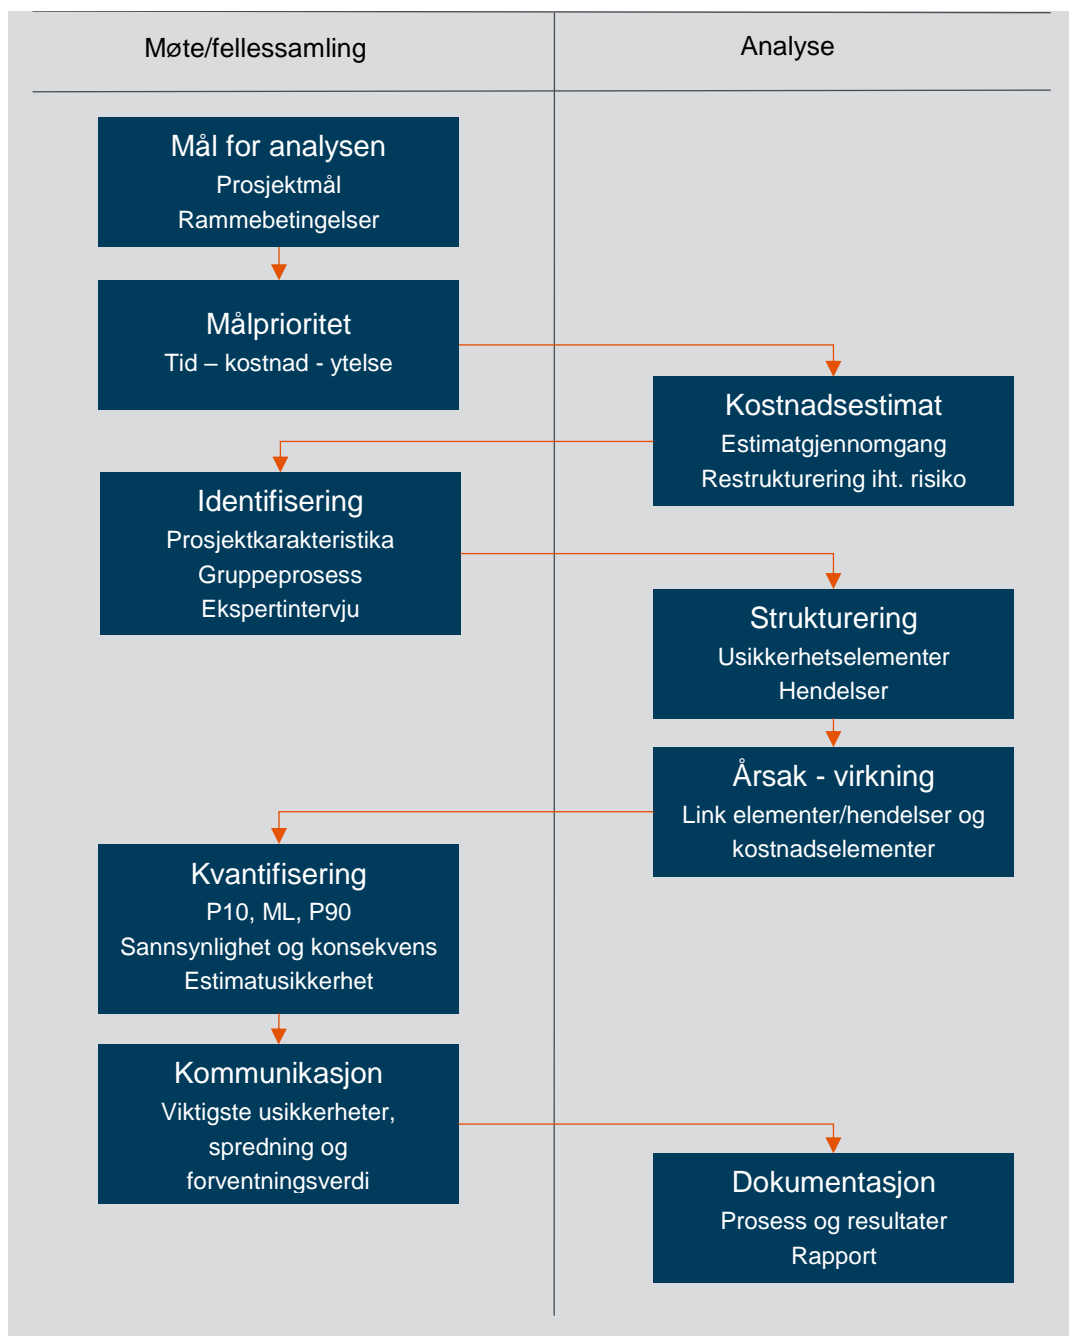 Møte/fellessamling
Analyse
Mål for analysen
Prosjektmål
Rammebetingelser
Målprioritet
Tid – kostnad - ytelse
Kostnadsestimat
Estimatgjennomgang
Restrukturering iht. risiko
Identifisering
Prosjektkarakteristika
Gruppeprosess
Ekspertintervju
Strukturering
Usikkerhetselementer
Hendelser
Årsak - virkning
Link elementer/hendelser og
kostnadselementer
Kvantifisering
P10, ML, P90
Sannsynlighet og konsekvens
Estimatusikkerhet
Kommunikasjon
Viktigste usikkerheter,
spredning og
forventningsverdi
Dokumentasjon
Prosess og resultater
Rapport